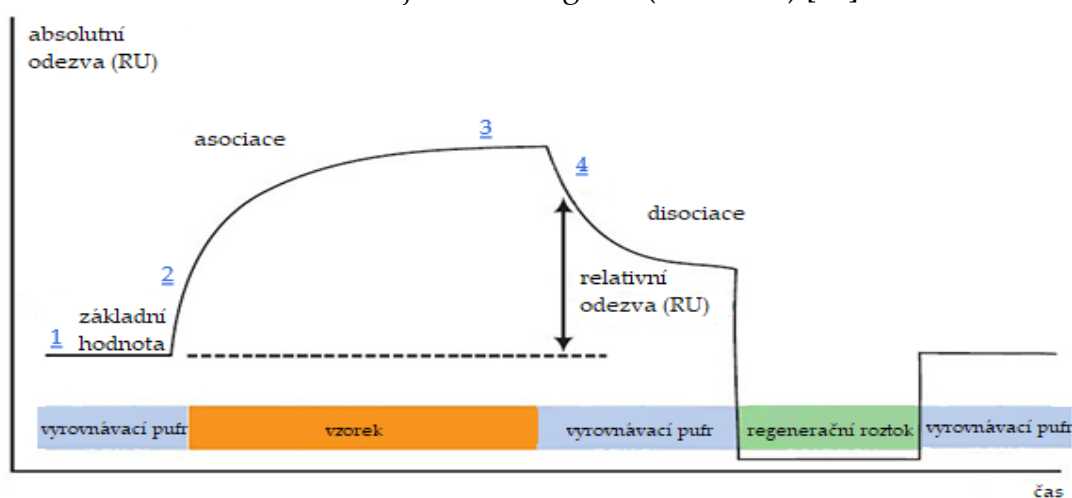 absolutní
odezva (RU)
asociace
3
4
disociace
2
relativní
odezva (RU)
základní
1 hodnota
vyrovnávací pufr
vzorek
vyrovnávací pufr
regenerační roztok
vyrovnávací pufr
čas